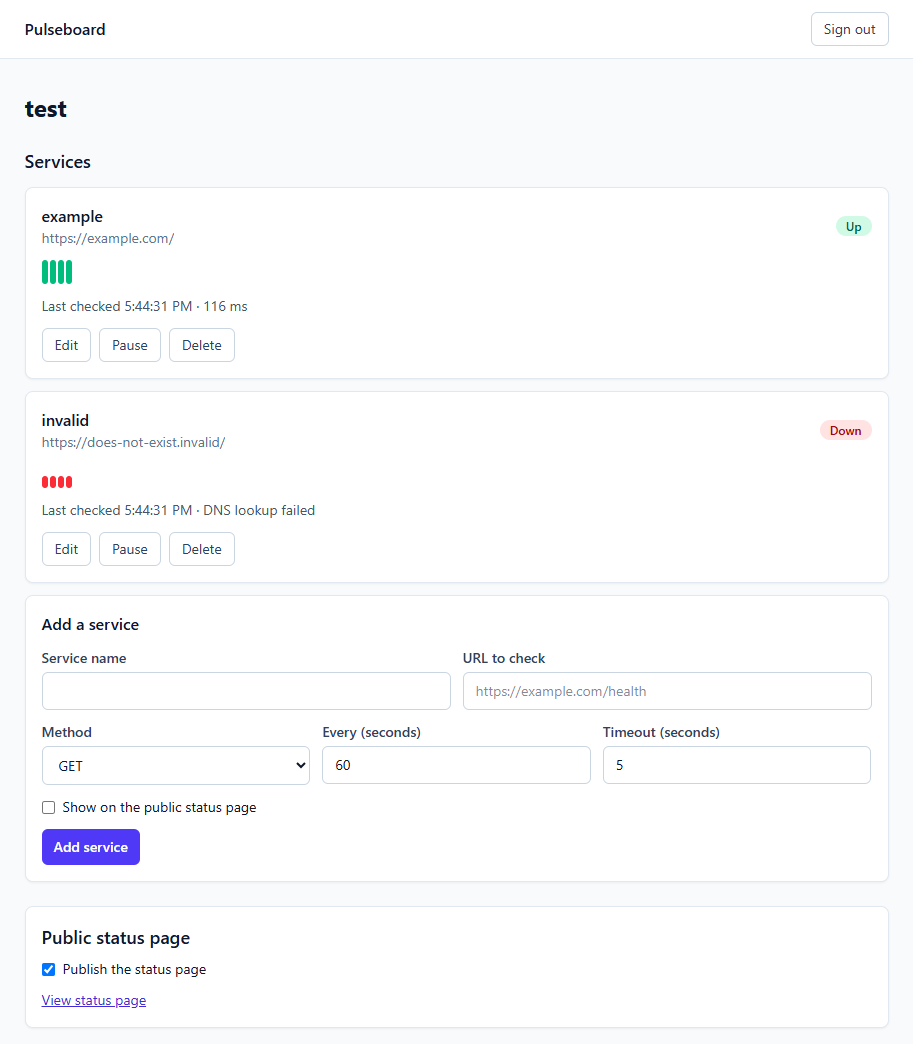 Pulseboard
Sign out
test
Services
example
Up
https://example.com/
Last checked 5:44:31 PM · 116 ms
Edit
Pause
Delete
invalid
Down
https://does-not-exist.invalid/
Last checked 5:44:31 PM · DNS lookup failed
Edit
Pause
Delete
Add a service
Service name
URL to check
https://example.com/health
Method
Every (seconds)
Timeout (seconds)
GET
60
5
Show on the public status page
Add service
Public status page
Publish the status page
View status page